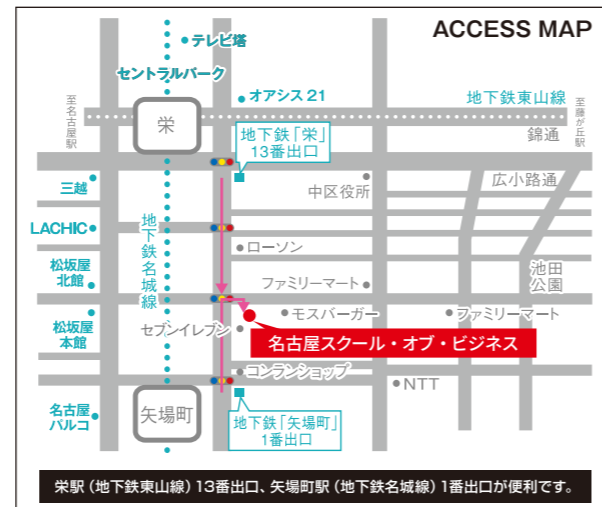 ACCESS MAP
テレビ塔
セントラルパーク
オアシス21
地下鉄東山線
至名古屋駅
至藤が丘駅
栄
地下鉄「栄」
13番出口
錦通
三越
中区役所
広小路通
LACHIC
地下鉄名城線
ローソン
松坂屋
北館
ファミリーマート
池田
公園
松坂屋
本館
セブンイレブン
モスバーガー
ファミリーマート
名古屋スクール・オブ・ビジネス
コンランショップ
NTT
名古屋
パルコ
矢場町
地下鉄「矢場町」
1番出口
栄駅(地下鉄東山線)13番出口、矢場町駅(地下鉄名城線)1番出口が便利です。